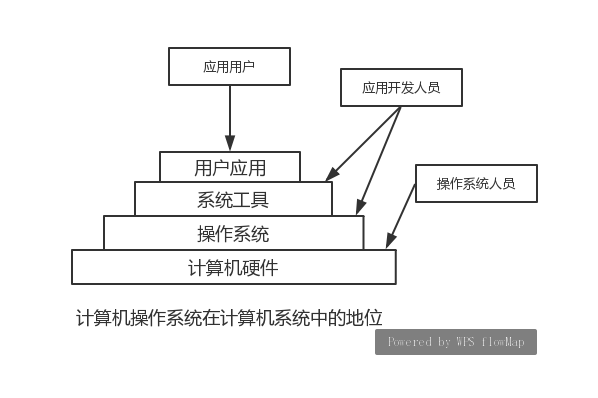 应用用户
应用开发人员
用户应用
系统工具
操作系统人员
操作系统
计算机硬件
计算机操作系统在计算机系统中的地位
Powered by WPS flowMap